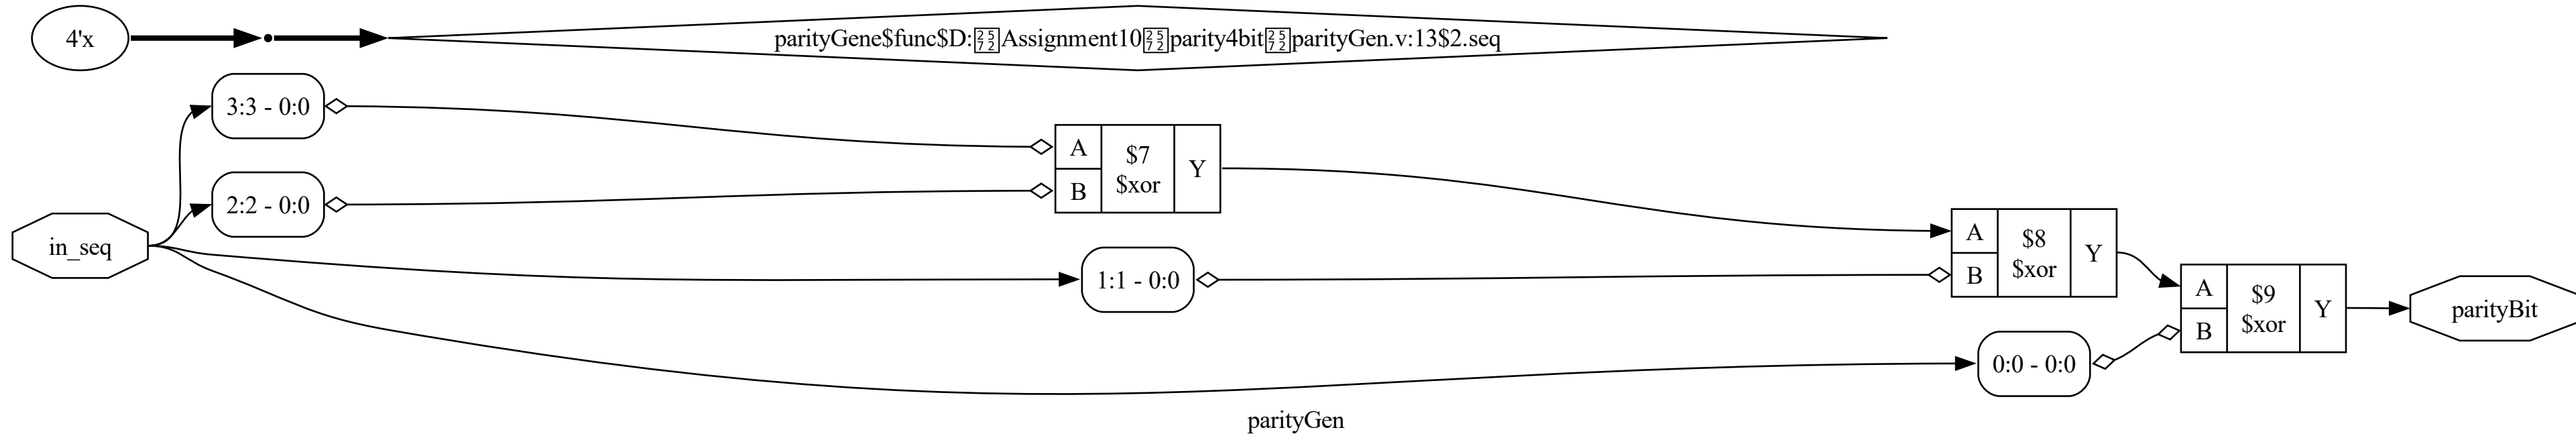 4'x
parityGene$func$D:╲Assignment10╲parity4bit╲parityGen.v:13$2.seq
3:3 - 0:0
2:2 - 0:0
in_seq
A
B
$7
$xor
Y
1:1 - 0:0
A
B
$8
$xor
Y
0:0 - 0:0
A
B
$9
$xor
Y
parityBit
parityGen